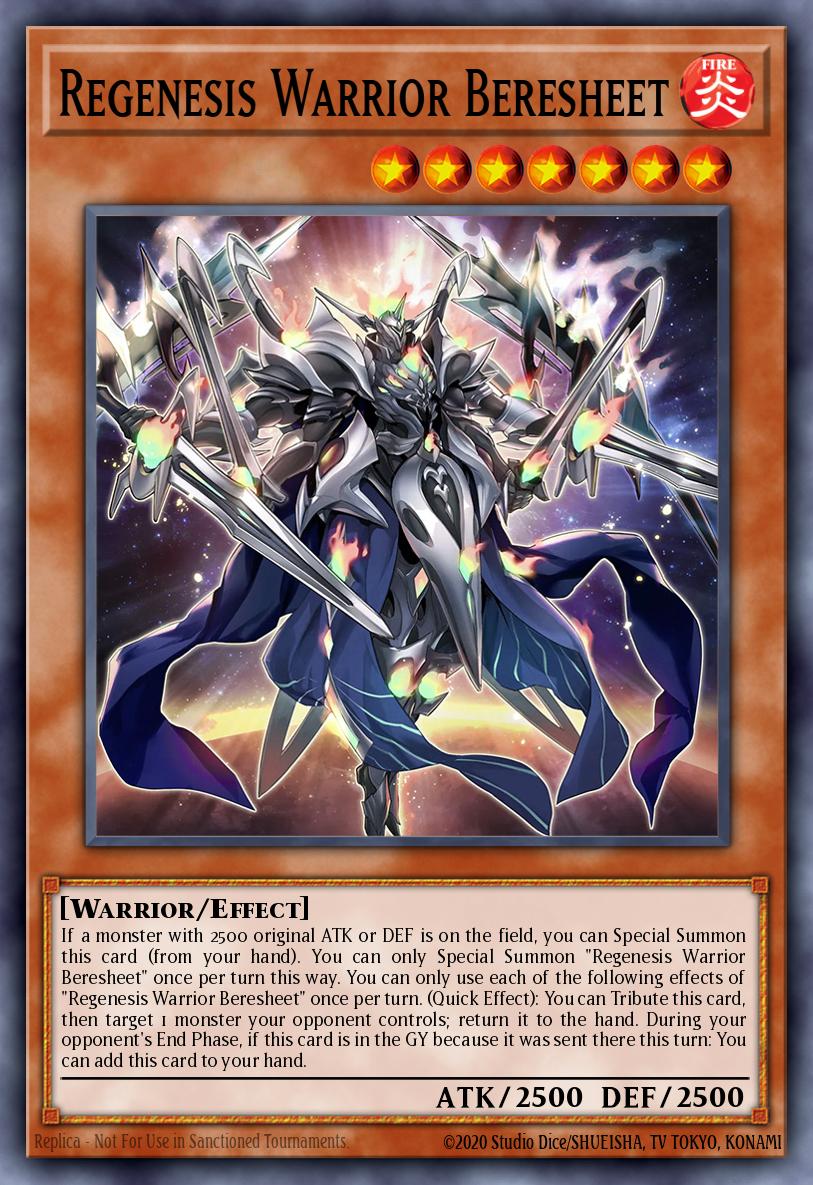 Regenesis Warrior Beresheet
FIRE
炎
[Warrior/Effect]
If a monster with 2500 original ATK or DEF is on the field, you can Special Summon
this card (from your hand). You can only Special Summon "Regenesis Warrior
Beresheet" once per turn this way. You can only use each of the following effects of
"Regenesis Warrior Beresheet" once per turn. (Quick Effect): You can Tribute this card,
then target 1 monster your opponent controls; return it to the hand. During your
opponent's End Phase, if this card is in the GY because it was sent there this turn: You
can add this card to your hand.
ATK/2500 DEF/2500
Replica - Not For Use in Sanctioned Tournaments.
©2020 Studio Dice/SHUEISHA, TV TOKYO, KONAMI